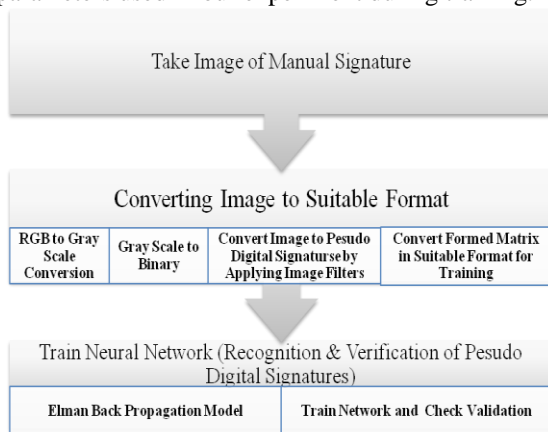 parameters used in our experiment during training.
Take Image of Manual Signature
Converting Image to Suitable Format
RGB to Gray
Scale
Conversion
Gray Scale to
Binary
Convert Image to Pesudo
Digital Signaturse by
Applying Image Filters
Convert Formed Matrix
in Suitable Format for
Training
Train Neural Network (Recognition & Verification of Pesudo
Digital Signatures)
Elman Back Propagation Model
Train Network and Check Validation